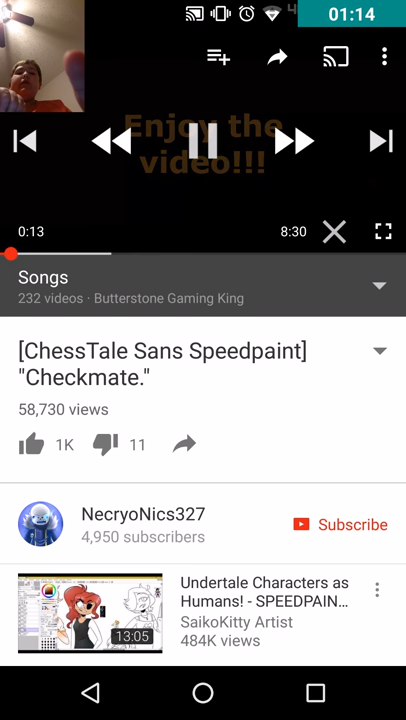 01:14
Enjoy the
video!!!
0:13
8:30
Songs
232 videos · Butterstone Gaming King
[ChessTale Sans Speedpaint]
"Checkmate."
58,730 views
1K
11
NecryoNics327
4,950 subscribers
Subscribe
Undertale Characters as
Humans! - SPEEDPAIN...
SaikoKitty Artist
484K views
13:05